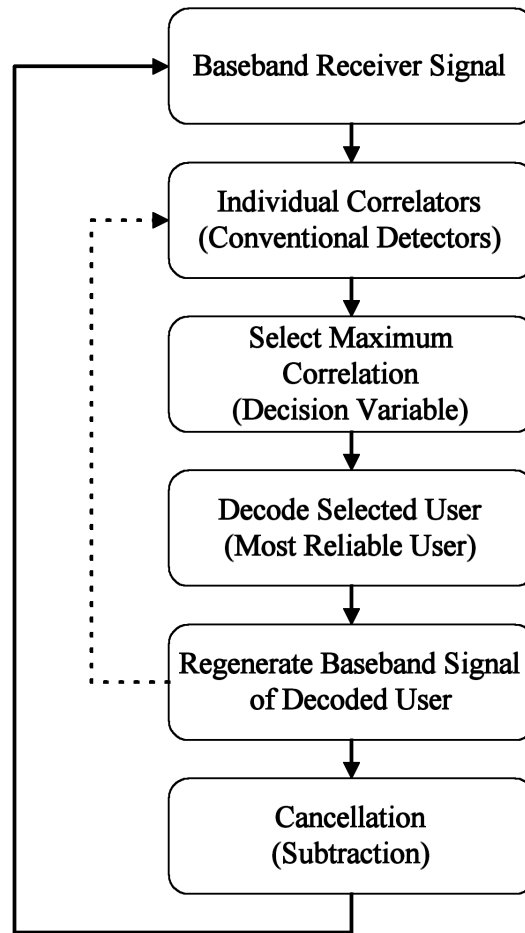 Baseband Receiver Signal
Individual Correlators
(Conventional Detectors)
Select Maximum
Correlation
(Decision Variable)
Decode Selected User
(Most Reliable User)
Regenerate Baseband Signal
of Decoded User
Cancellation
(Subtraction)